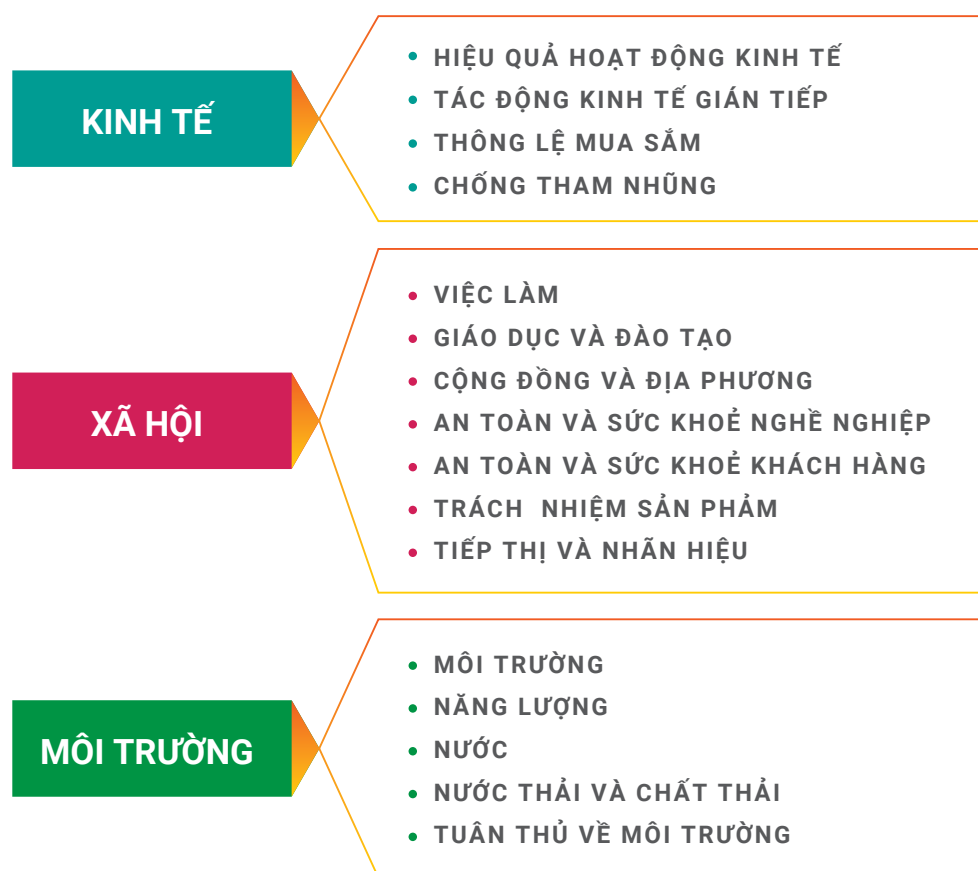 KINH TẾ
HIỆU QUẢ HOẠT ĐỘNG KINH TẾ
TÁC ĐỘNG KINH TẾ GIÁN TIẾP
THÔNG LỆ MUA SẮM
CHỐNG THAM NHŨNG
XÃ HỘI
VIỆC LÀM
GIÁO DỤC VÀ ĐÀO TẠO
CỘNG ĐỒNG VÀ ĐỊA PHƯƠNG
AN TOÀN VÀ SỨC KHOẺ NGHỀ NGHIỆP
AN TOÀN VÀ SỨC KHOẺ KHÁCH HÀNG
TRÁCH NHIỆM SẢN PHẢM
TIẾP THỊ VÀ NHÃN HIỆU
MÔI TRƯỜNG
MÔI TRƯỜNG
NĂNG LƯỢNG
NƯỚC
NƯỚC THẢI VÀ CHẤT THẢI
TUÂN THỦ VỀ MÔI TRƯỜNG